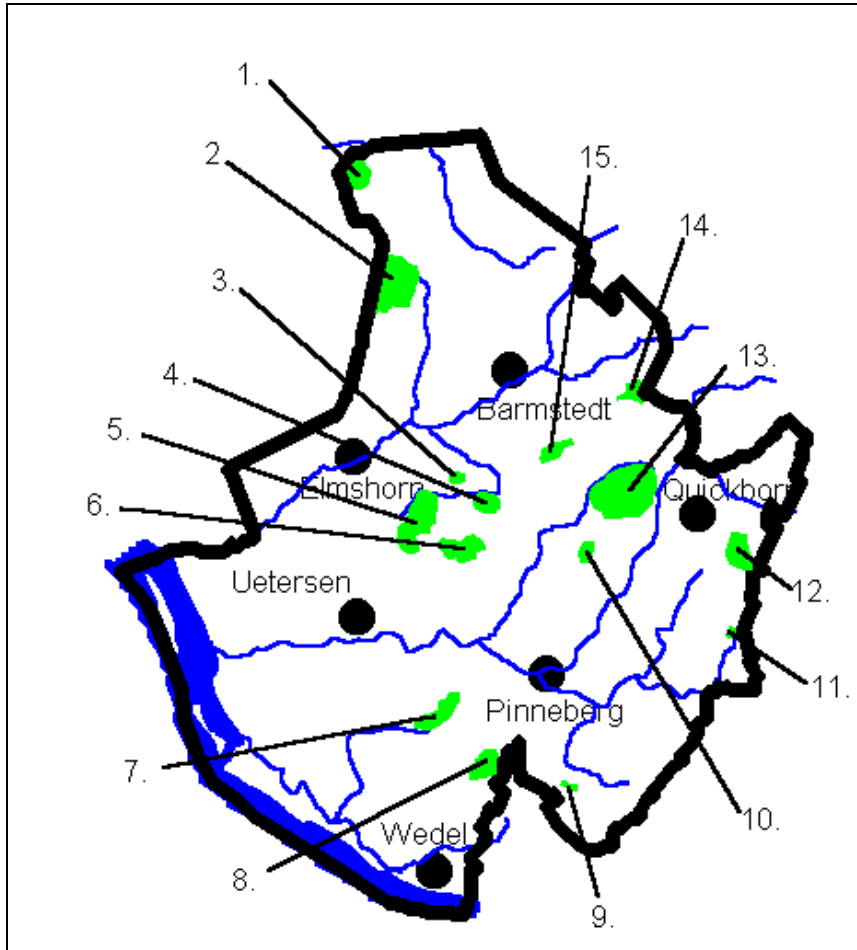 1.
2.
15.
14.
3.
13.
4.
Barmstedt
5.
Elmshorn
Quickborn
6.
Uetersen
12.
11.
Pinneberg
7.
10.
Wedel
8.
9.